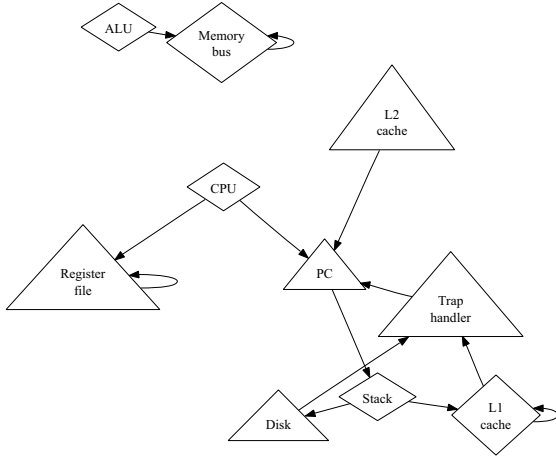 ALU
Memory
bus
L2
cache
CPU
Register
file
PC
Trap
handler
Stack
Disk
L1
cache